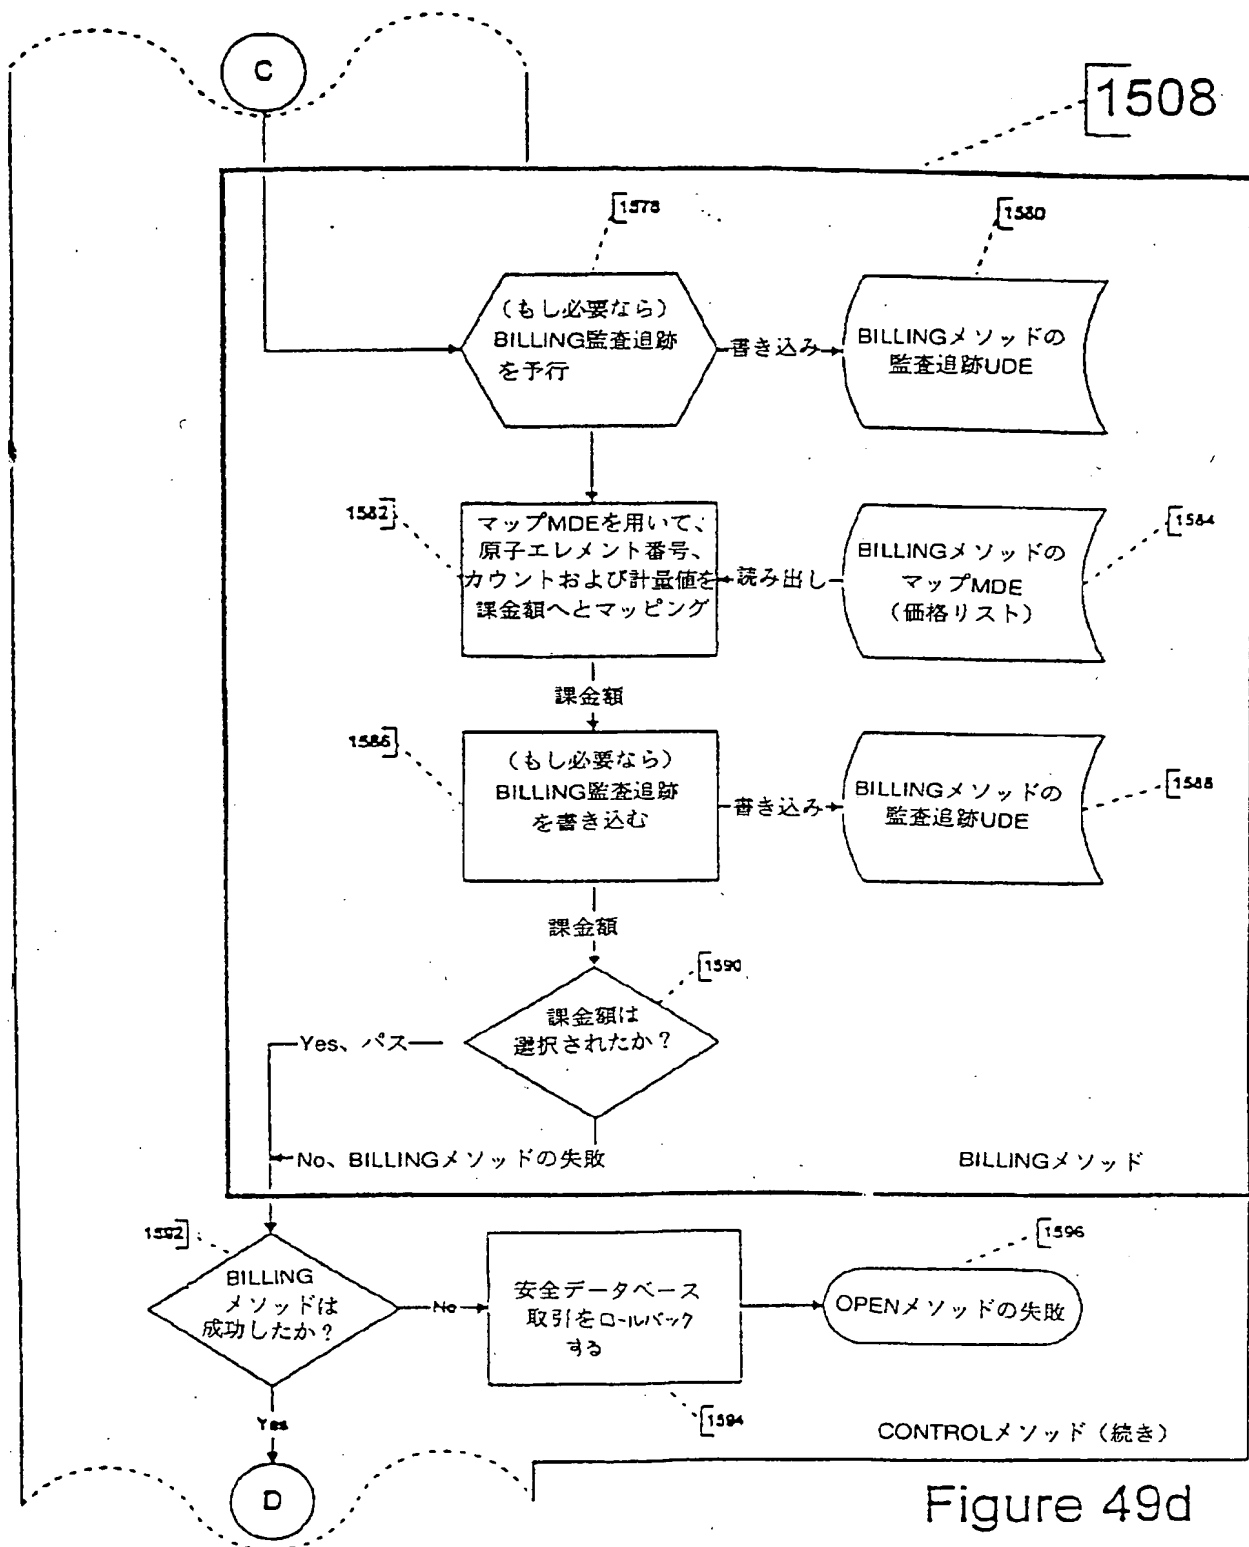 C
1508
1578
1580
(もし必要なら)
BILLING監査追跡
を予行
書き込み
BILLINGメソッドの
監査追跡UDE
1582
マップMDEを用いて、
原子エレメント番号、
カウントおよび計量値を
課金額へとマッピング
読み出し
BILLINGメソッドの
マップMDE
(価格リスト)
1584
課金額
1586
(もし必要なら)
BILLING監査追跡
を書き込む
書き込み
BILLINGメソッドの
監査追跡UDE
1588
課金額
1590
課金額は
選択されたか?
Yes、パス
No、BILLINGメソッドの失敗
BILLINGメソッド
1592
BILLING
メソッドは
成功したか?
No
安全データベース
取引をロールバック
する
1596
OPENメソッドの失敗
1594
Yes
CONTROLメソッド(続き)
D
Figure 49d